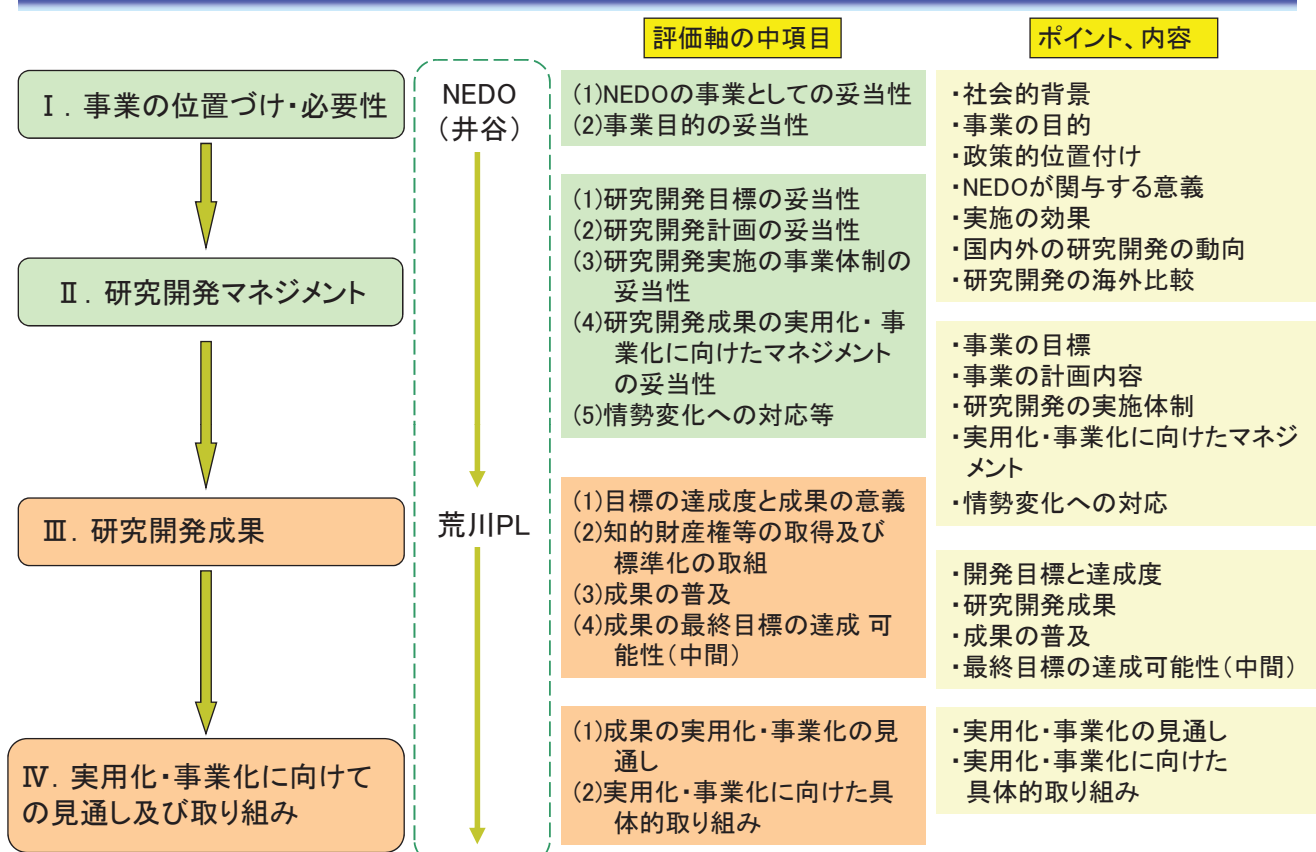 評価軸の中項目
ポイント、内容
Ⅰ. 事業の位置づけ・必要性
NEDO
(井谷)
(1)NEDOの事業としての妥当性
(2)事業目的の妥当性
・社会的背景
・事業の目的
・政策的位置付け
・NEDOが関与する意義
・実施の効果
・国内外の研究開発の動向
・研究開発の海外比較
Ⅱ. 研究開発マネジメント
(1)研究開発目標の妥当性
(2)研究開発計画の妥当性
(3)研究開発実施の事業体制の
妥当性
(4)研究開発成果の実用化・ 事
業化に向けたマネジメント
の妥当性
(5)情勢変化への対応等
・事業の目標
・事業の計画内容
・研究開発の実施体制
・実用化・事業化に向けたマネジ
メント
・情勢変化への対応
Ⅲ. 研究開発成果
荒川PL
(1)目標の達成度と成果の意義
(2)知的財産権等の取得及び
標準化の取組
(3)成果の普及
(4)成果の最終目標の達成 可
能性(中間)
・開発目標と達成度
・研究開発成果
・成果の普及
・最終目標の達成可能性(中間)
Ⅳ. 実用化・事業化に向けて
の見通し及び取り組み
(1)成果の実用化・事業化の見
通し
(2)実用化・事業化に向けた具
体的取り組み
・実用化・事業化の見通し
・実用化・事業化に向けた
具体的取り組み